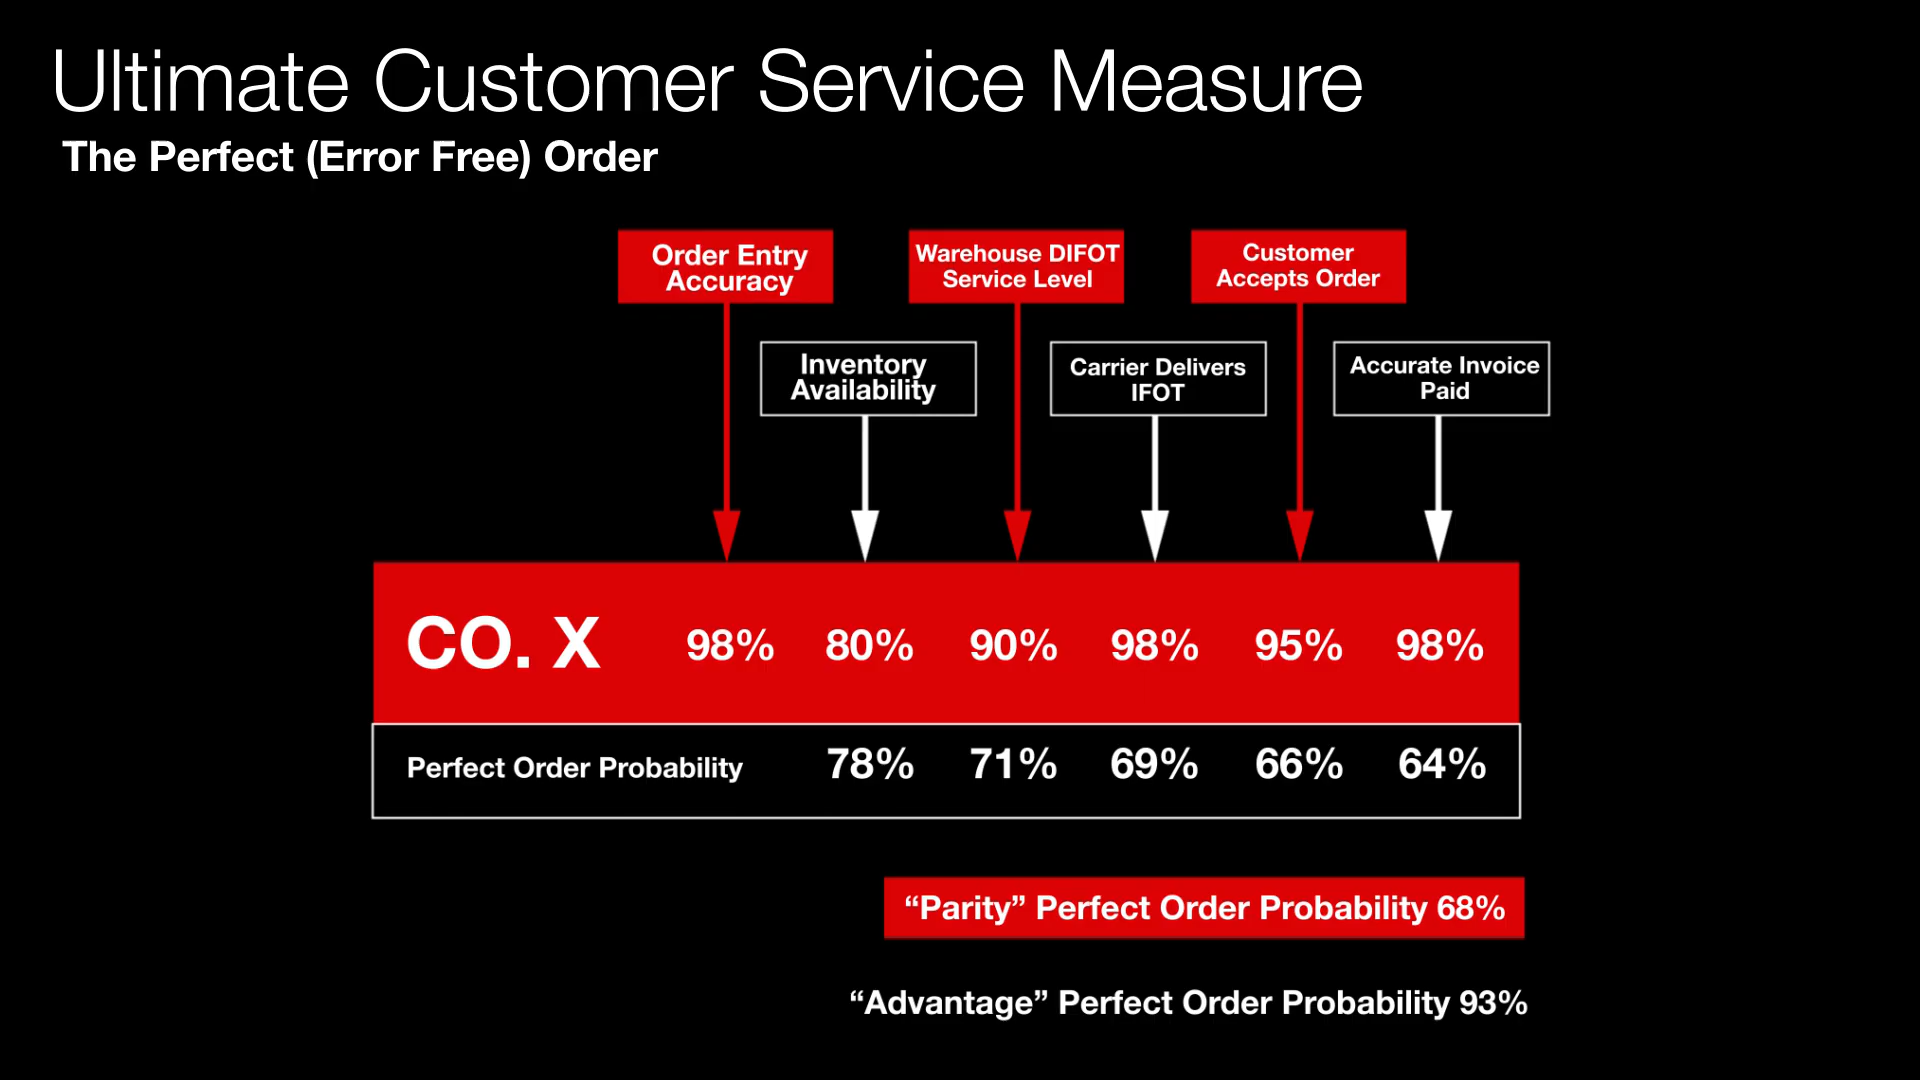 Ultimate Customer Service Measure
The Perfect (Error Free) Order
Order Entry
Accuracy
Warehouse DIFOT
Service Level
Customer
Accepts Order
Inventory
Availability
Carrier Delivers
IFOT
Accurate Invoice
Paid
CO. X 98% 80% 90% 98% 95% 98%
Perfect Order Probability 78% 71% 69% 66% 64%
“Parity” Perfect Order Probability 68%
“Advantage” Perfect Order Probability 93%